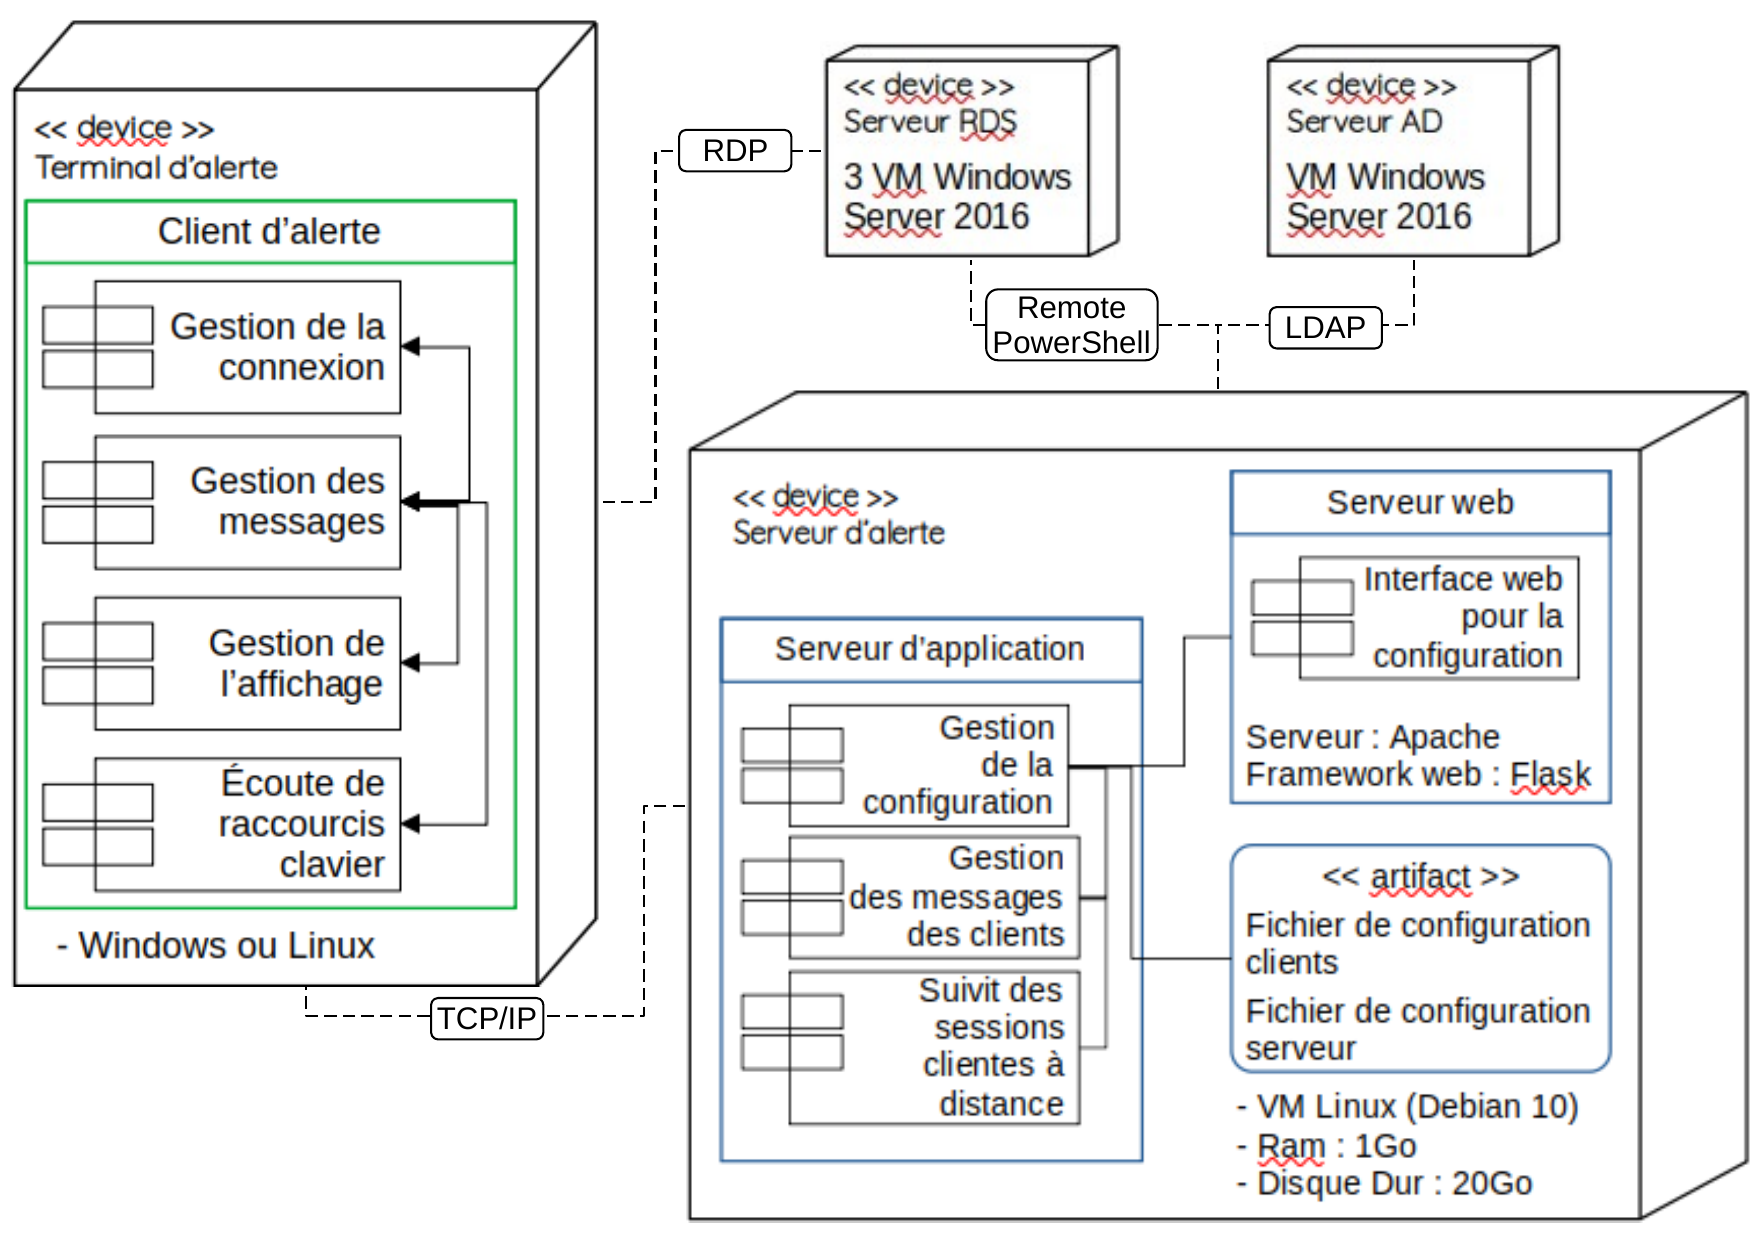 << device >>
Terminal d'alerte
Client d'alerte
Gestion de la
connexion
Gestion des
messages
Gestion de
l'affichage
Écoute de
raccourcis
clavier
- Windows ou Linux
RDP
<< device >>
Serveur RDS
3 VM Windows
Server 2016
<< device >>
Serveur AD
VM Windows
Server 2016
Remote
PowerShell
LDAP
TCP/IP
<< device >>
Serveur d'alerte
Serveur d'application
Gestion
de la
configuration
Gestion
des messages
des clients
Suivit des
sessions
clientes à
distance
Serveur web
Interface web
pour la
configuration
Serveur : Apache
Framework web : Flask
<< artifact >>
Fichier de configuration
clients
Fichier de configuration
serveur
- VM Linux (Debian 10)
- Ram : 1Go
- Disque Dur : 20Go